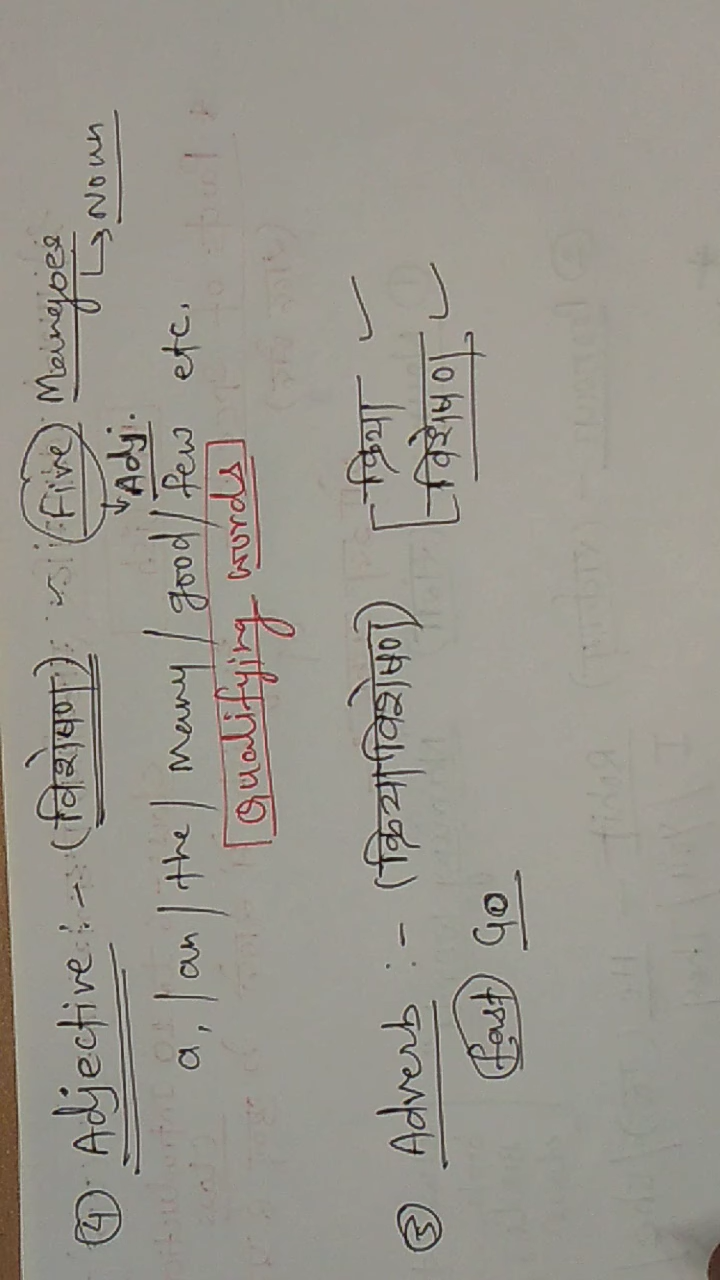 ④ Adjective :- (विशेषण) :- Five Maingoes
↳ Adj. ↳ Noun
a, / an / the / many / good / few etc.
Qualifying words
⑤ Adverb :- (क्रियाविशेषण) [क्रिया ✓
विशेषण ✓
fast Go